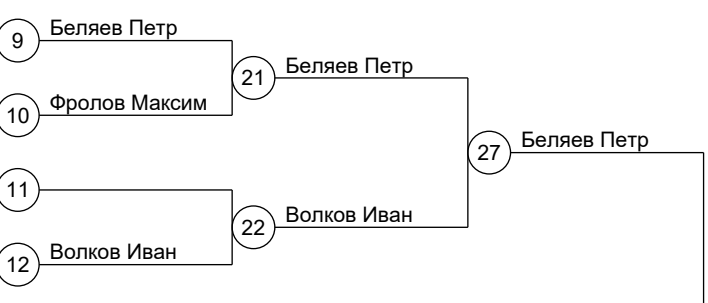 9 Беляев Петр
21 Беляев Петр
10 Фролов Максим
27 Беляев Петр
11
22 Волков Иван
12 Волков Иван